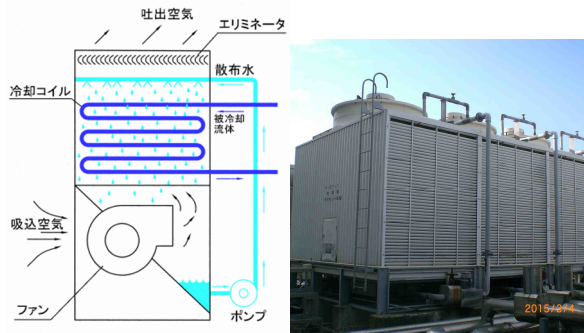 吐出空気
エリミネータ
散布水
冷却コイル
被冷却
流体
吸込空気
ファン
ポンプ
2015/2/4